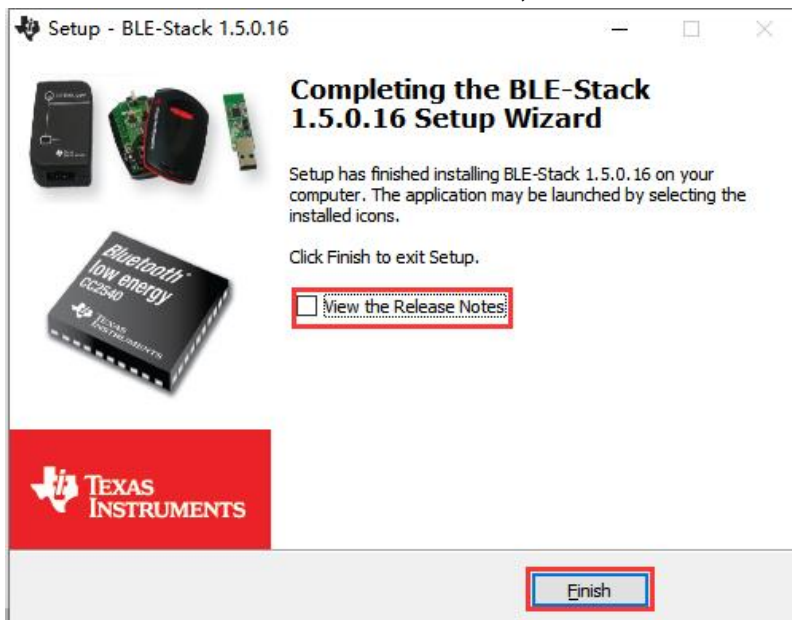 Setup - BLE-Stack 1.5.0.16
Completing the BLE-Stack
1.5.0.16 Setup Wizard
Setup has finished installing BLE-Stack 1.5.0.16 on your
computer. The application may be launched by selecting the
installed icons.
Click Finish to exit Setup.
View the Release Notes
Bluetooth
low energy
CC2540
TEXAS
INSTRUMENTS
TEXAS
INSTRUMENTS
Finish